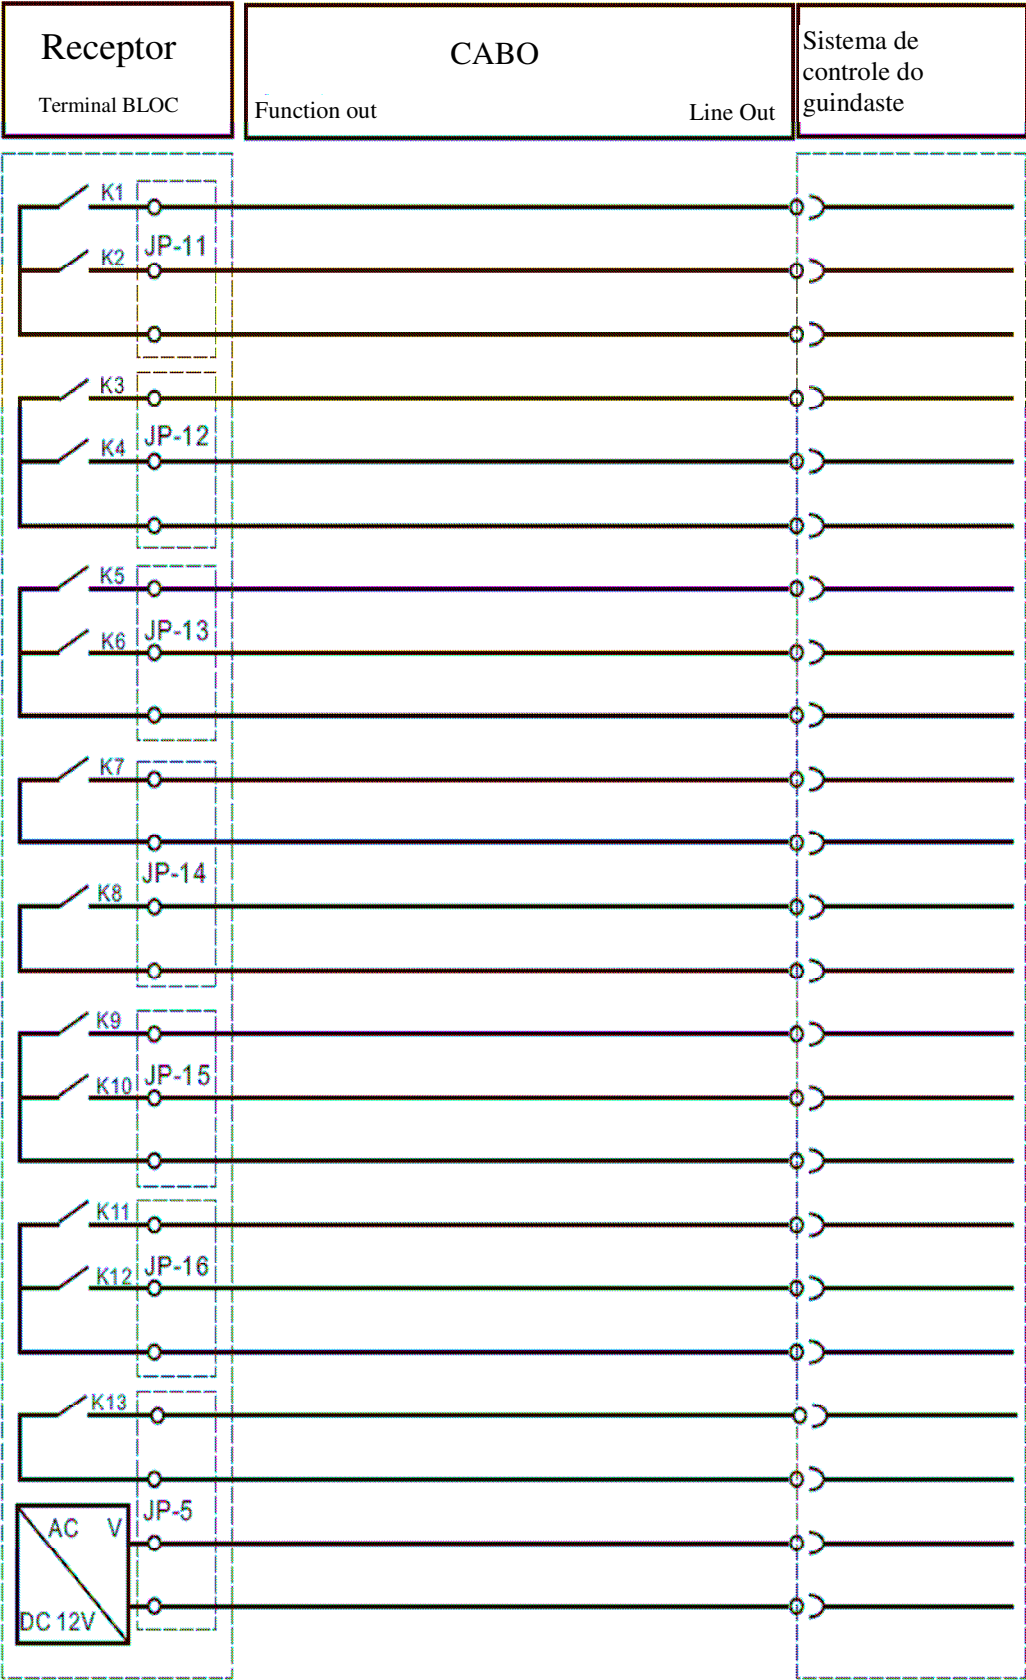 Receptor
Terminal BLOC
CABO
Function out
Line Out
Sistema de
controle do
guindaste
K1
JP-11
K2
K3
JP-12
K4
K5
JP-13
K6
K7
JP-14
K8
K9
JP-15
K10
K11
JP-16
K12
K13
JP-5
AC V
DC 12V